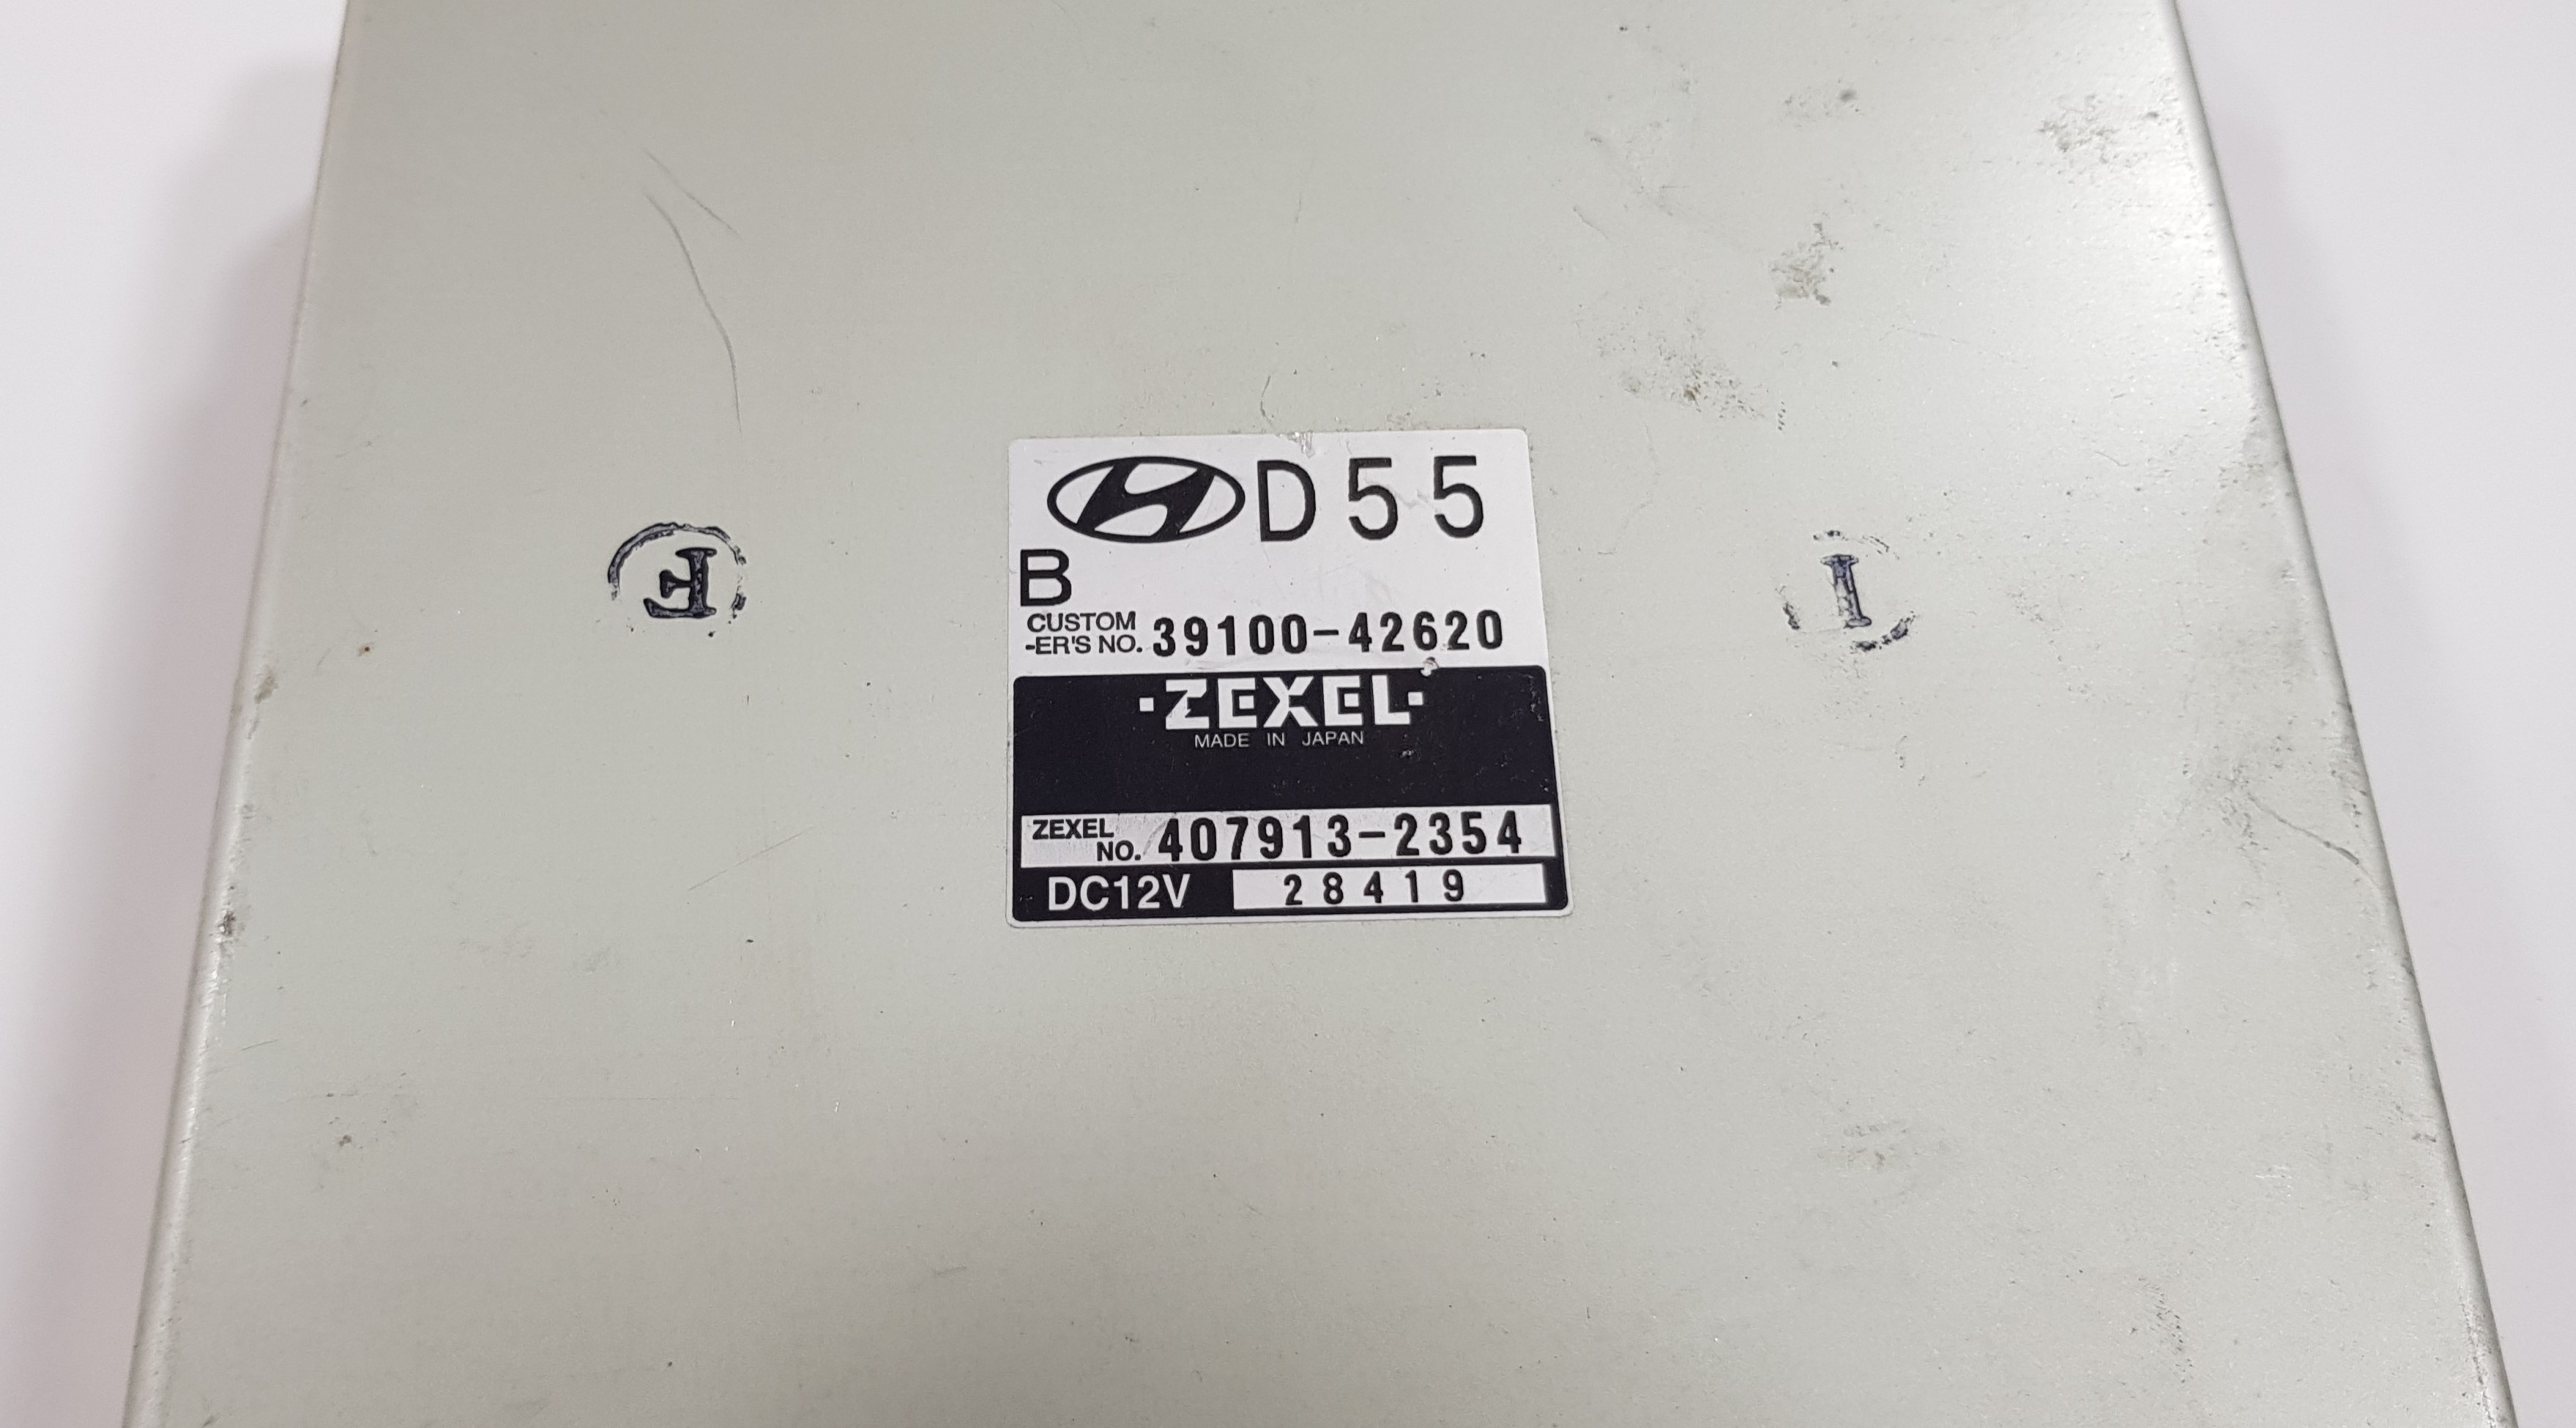 D55
B
CUSTOM
-ER'S NO. 39100-42620
·ZEXEL·
MADE IN JAPAN
ZEXEL
NO. 407913-2354
DC12V 28419
E
I